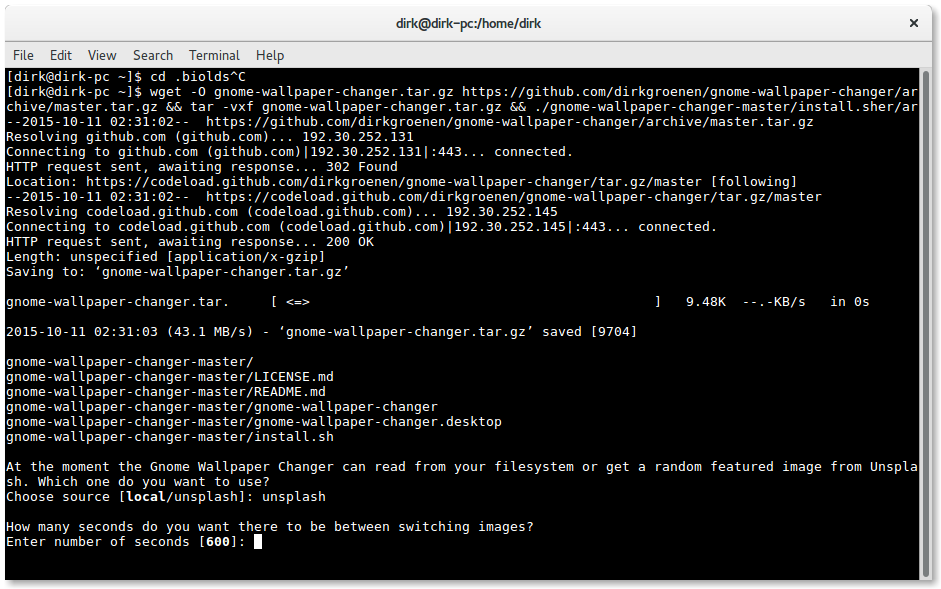 dirk@dirk-pc:/home/dirk
File Edit View Search Terminal Help
[dirk@dirk-pc ~]$ cd .biolds^C
[dirk@dirk-pc ~]$ wget -O gnome-wallpaper-changer.tar.gz https://github.com/dirkgroenen/gnome-wallpaper-changer/ar
chive/master.tar.gz && tar -vxf gnome-wallpaper-changer.tar.gz && ./gnome-wallpaper-changer-master/install.sher/ar
--2015-10-11 02:31:02--  https://github.com/dirkgroenen/gnome-wallpaper-changer/archive/master.tar.gz
Resolving github.com (github.com)... 192.30.252.131
Connecting to github.com (github.com)|192.30.252.131|:443... connected.
HTTP request sent, awaiting response... 302 Found
Location: https://codeload.github.com/dirkgroenen/gnome-wallpaper-changer/tar.gz/master [following]
--2015-10-11 02:31:02--  https://codeload.github.com/dirkgroenen/gnome-wallpaper-changer/tar.gz/master
Resolving codeload.github.com (codeload.github.com)... 192.30.252.145
Connecting to codeload.github.com (codeload.github.com)|192.30.252.145|:443... connected.
HTTP request sent, awaiting response... 200 OK
Length: unspecified [application/x-gzip]
Saving to: ‘gnome-wallpaper-changer.tar.gz’
gnome-wallpaper-changer.tar.     [ <=>                                           ]   9.48K  --.-KB/s   in 0s
2015-10-11 02:31:03 (43.1 MB/s) - ‘gnome-wallpaper-changer.tar.gz’ saved [9704]
gnome-wallpaper-changer-master/
gnome-wallpaper-changer-master/LICENSE.md
gnome-wallpaper-changer-master/README.md
gnome-wallpaper-changer-master/gnome-wallpaper-changer
gnome-wallpaper-changer-master/gnome-wallpaper-changer.desktop
gnome-wallpaper-changer-master/install.sh
At the moment the Gnome Wallpaper Changer can read from your filesystem or get a random featured image from Unspla
sh. Which one do you want to use?
Choose source [local/unsplash]: unsplash
How many seconds do you want there to be between switching images?
Enter number of seconds [600]: